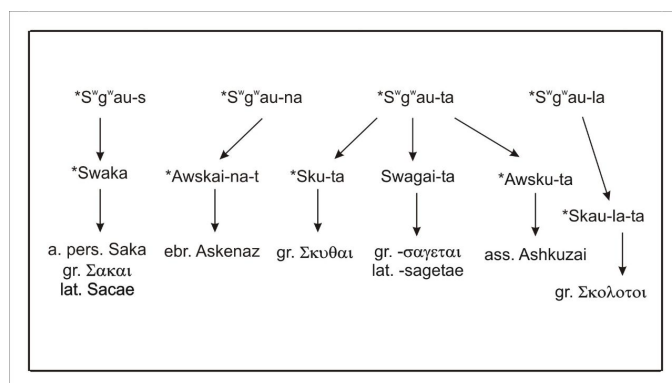 *Sʷgʷau-s *Sʷgʷau-na *Sʷgʷau-ta *Sʷgʷau-la
*Swaka *Awskai-na-t *Sku-ta Swagai-ta *Awsku-ta
*Skau-la-ta
a. pers. Saka ebr. Askenaz gr. Σκυθαι gr. -σαγεται ass. Ashkuzai
gr. Σακαι lat. -sagetae
lat. Sacae
gr. Σκολοτοι